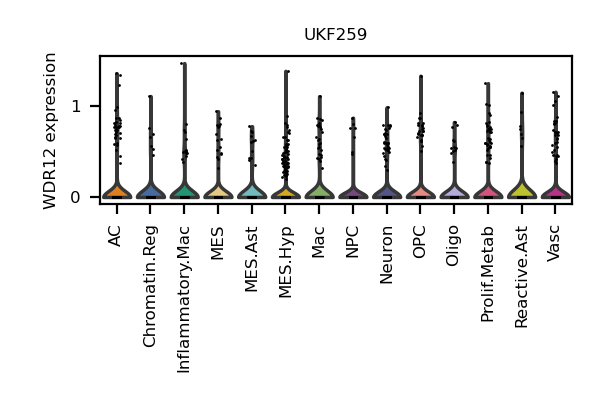 UKF259
WDR12 expression
1
0
AC
Chromatin.Reg
Inflammatory.Mac
MES
MES.Ast
MES.Hyp
Mac
NPC
Neuron
OPC
Oligo
Prolif.Metab
Reactive.Ast
Vasc